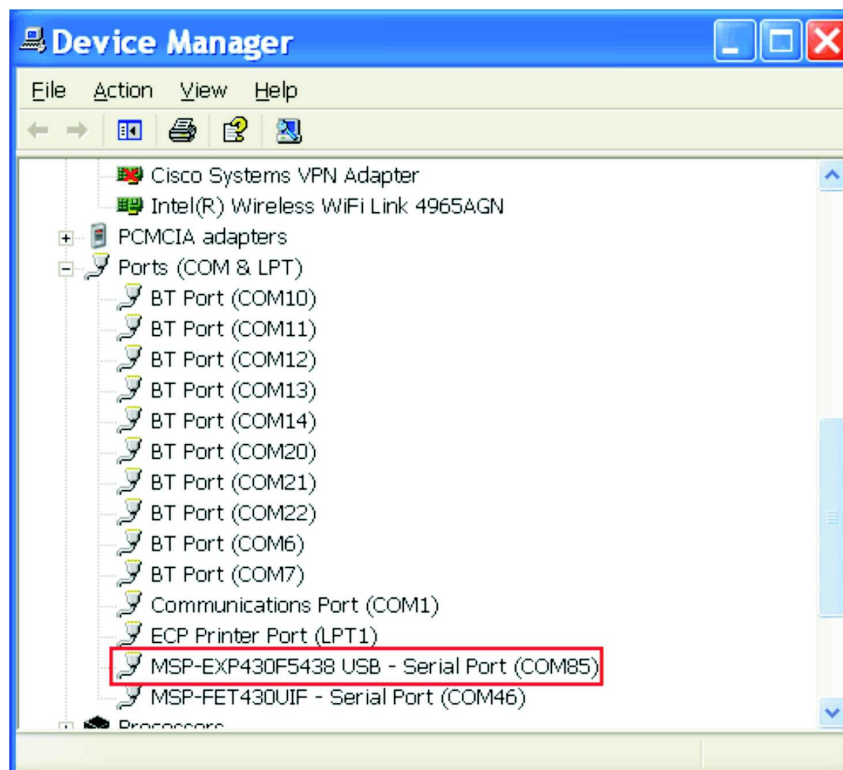 Device Manager
File Action View Help
Cisco Systems VPN Adapter
Intel(R) Wireless WiFi Link 4965AGN
PCMCIA adapters
Ports (COM & LPT)
BT Port (COM10)
BT Port (COM11)
BT Port (COM12)
BT Port (COM13)
BT Port (COM14)
BT Port (COM20)
BT Port (COM21)
BT Port (COM22)
BT Port (COM6)
BT Port (COM7)
Communications Port (COM1)
ECP Printer Port (LPT1)
MSP-EXP430F5438 USB - Serial Port (COM85)
MSP-FET430UIF - Serial Port (COM46)
Processors